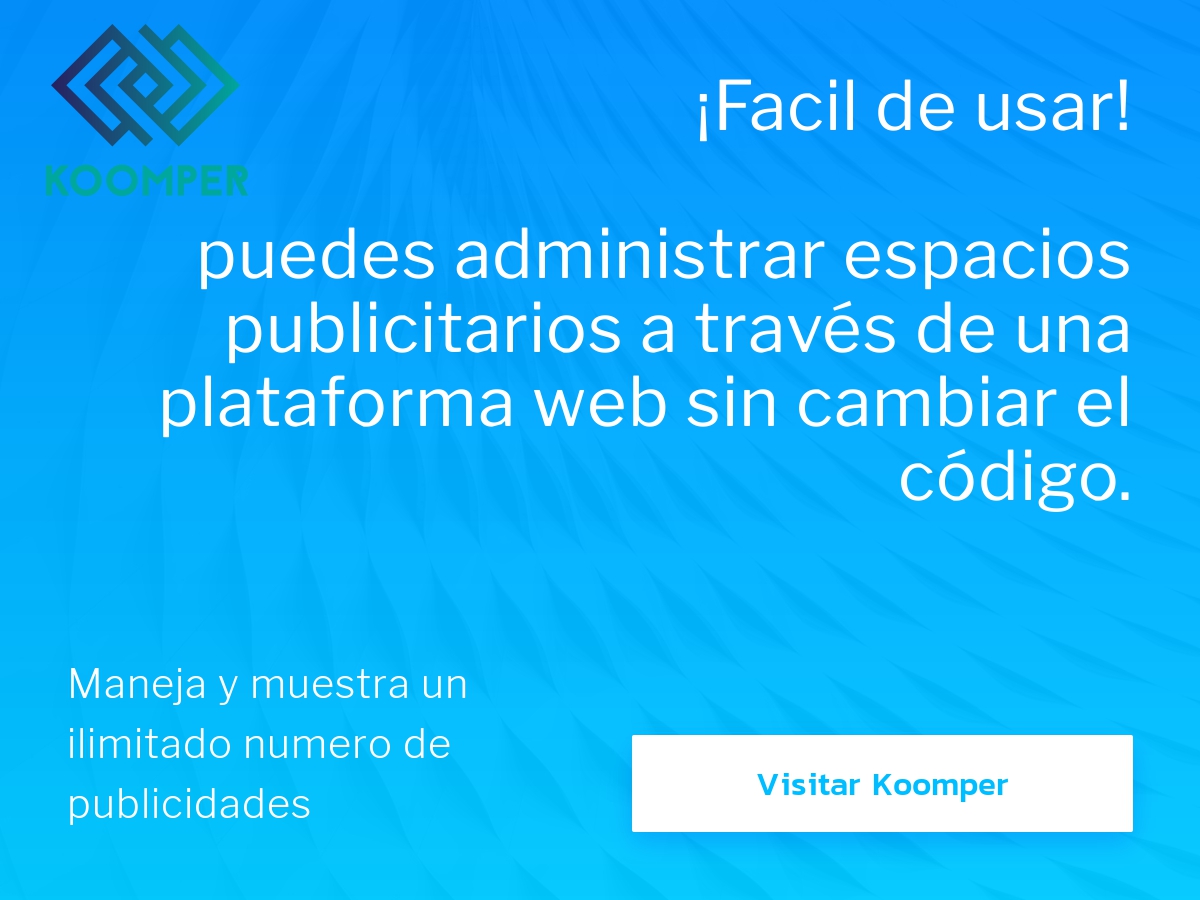 KOOMPER
¡Facil de usar!
puedes administrar espacios
publicitarios a través de una
plataforma web sin cambiar el
código.
Maneja y muestra un
ilimitado numero de
publicidades
Visitar Koomper